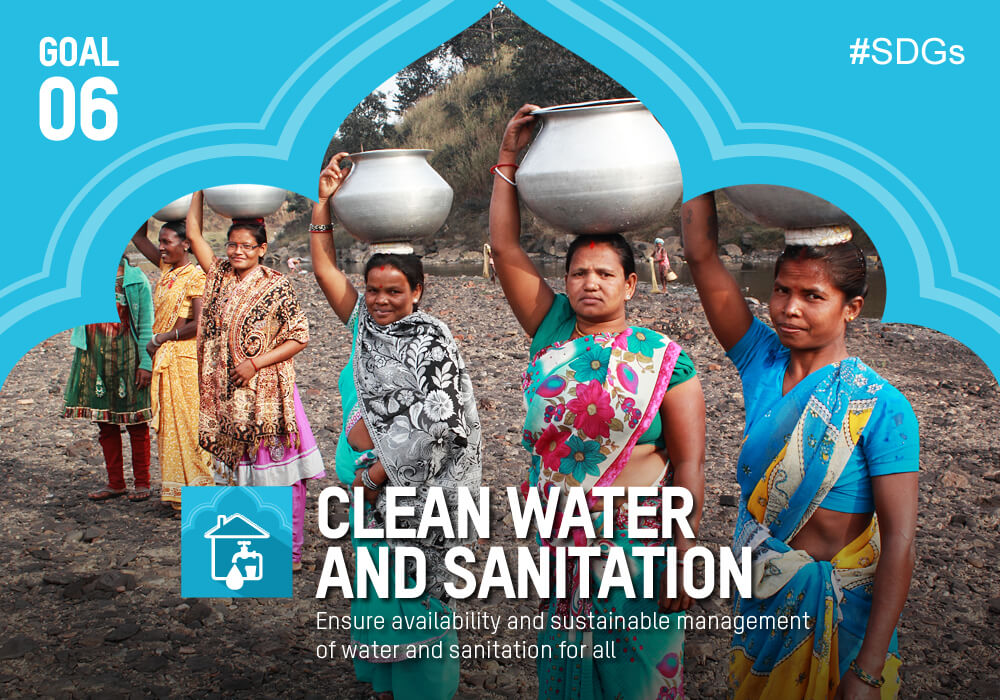 GOAL
06
#SDGs
CLEAN WATER
AND SANITATION
Ensure availability and sustainable management
of water and sanitation for all